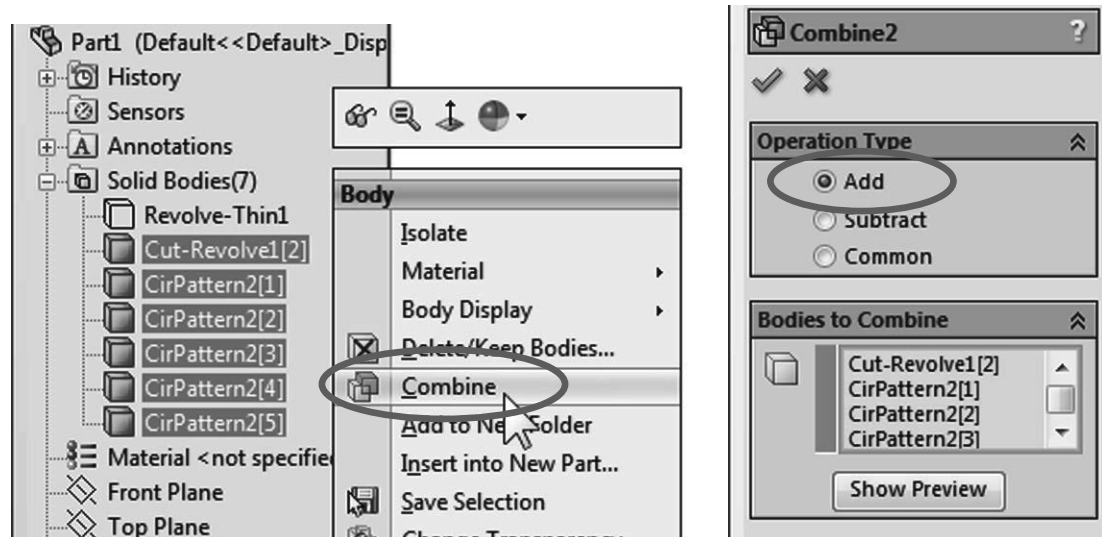 Part1 (Default<<Default>_Disp
History
Sensors
A Annotations
Solid Bodies(7)
Revolve-Thin1
Cut-Revolve1[2]
CirPattern2[1]
CirPattern2[2]
CirPattern2[3]
CirPattern2[4]
CirPattern2[5]
Material <not specifie
Front Plane
Top Plane
Body
Isolate
Material
Body Display
Delete/Keep Bodies...
Combine
Add to New Folder
Insert into New Part...
Save Selection
Change Transparency
Combine2 ?
Operation Type
Add
Subtract
Common
Bodies to Combine
Cut-Revolve1[2]
CirPattern2[1]
CirPattern2[2]
CirPattern2[3]
Show Preview